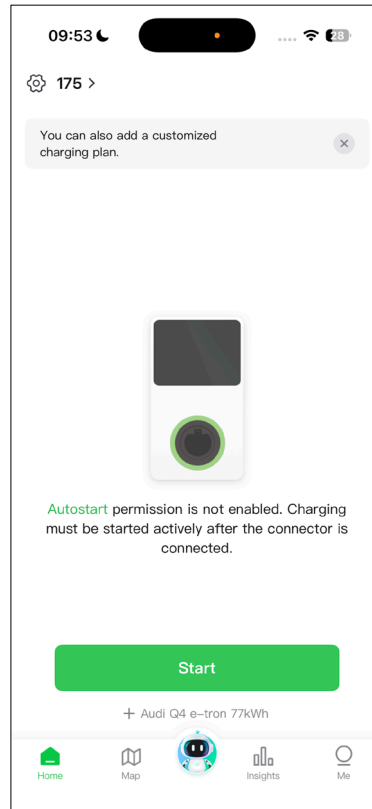 09:53
28
175 >
You can also add a customized
charging plan.
Autostart permission is not enabled. Charging
must be started actively after the connector is
connected.
Start
+ Audi Q4 e-tron 77kWh
Home
Map
Insights
Me